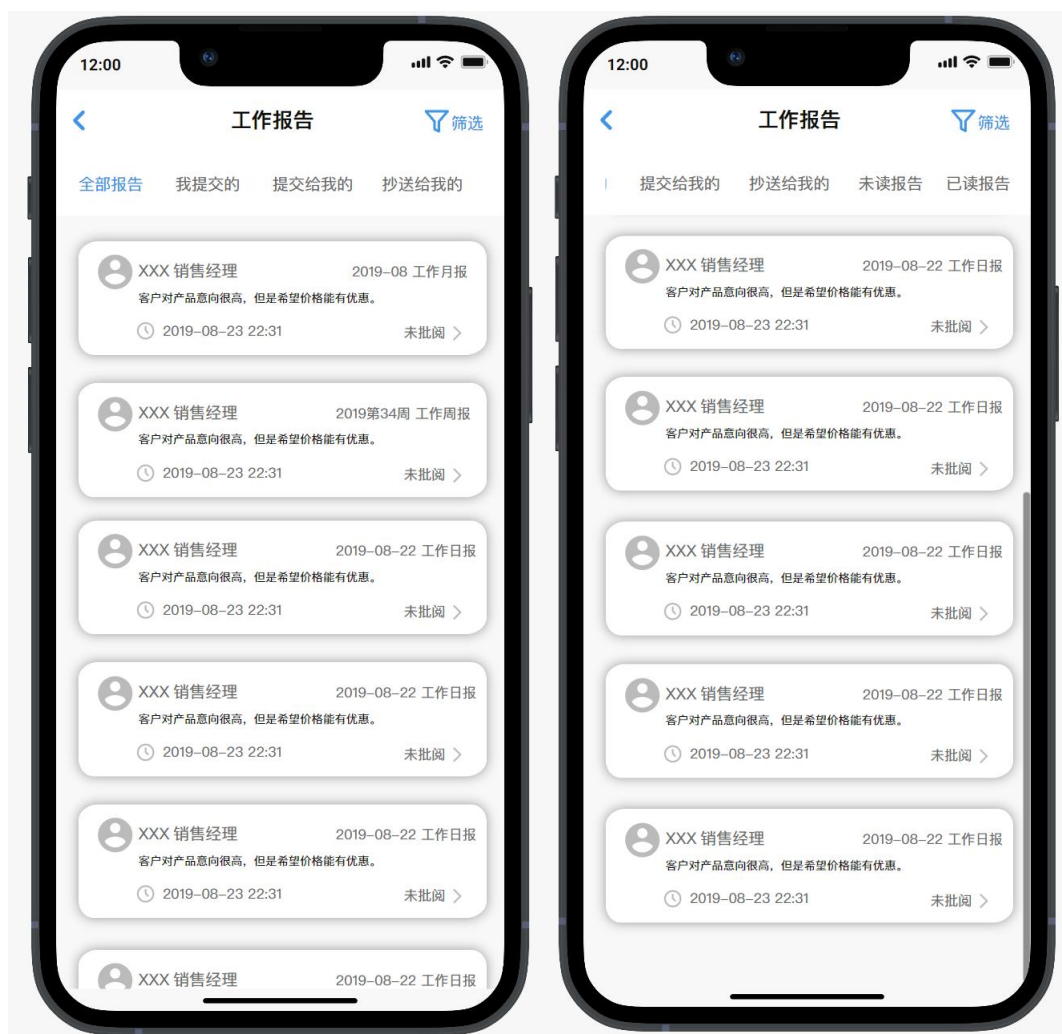 12:00
工作报告
筛选
全部报告 我提交的 提交给我的 抄送给我的
XXX 销售经理 2019-08 工作月报
客户对产品意向很高，但是希望价格能有优惠。
2019-08-23 22:31 未批阅
XXX 销售经理 2019第34周 工作周报
客户对产品意向很高，但是希望价格能有优惠。
2019-08-23 22:31 未批阅
XXX 销售经理 2019-08-22 工作日报
客户对产品意向很高，但是希望价格能有优惠。
2019-08-23 22:31 未批阅
XXX 销售经理 2019-08-22 工作日报
客户对产品意向很高，但是希望价格能有优惠。
2019-08-23 22:31 未批阅
XXX 销售经理 2019-08-22 工作日报
客户对产品意向很高，但是希望价格能有优惠。
2019-08-23 22:31 未批阅
XXX 销售经理 2019-08-22 工作日报
12:00
工作报告
筛选
提交给我的 抄送给我的 未读报告 已读报告
XXX 销售经理 2019-08-22 工作日报
客户对产品意向很高，但是希望价格能有优惠。
2019-08-23 22:31 未批阅
XXX 销售经理 2019-08-22 工作日报
客户对产品意向很高，但是希望价格能有优惠。
2019-08-23 22:31 未批阅
XXX 销售经理 2019-08-22 工作日报
客户对产品意向很高，但是希望价格能有优惠。
2019-08-23 22:31 未批阅
XXX 销售经理 2019-08-22 工作日报
客户对产品意向很高，但是希望价格能有优惠。
2019-08-23 22:31 未批阅
XXX 销售经理 2019-08-22 工作日报
客户对产品意向很高，但是希望价格能有优惠。
2019-08-23 22:31 未批阅